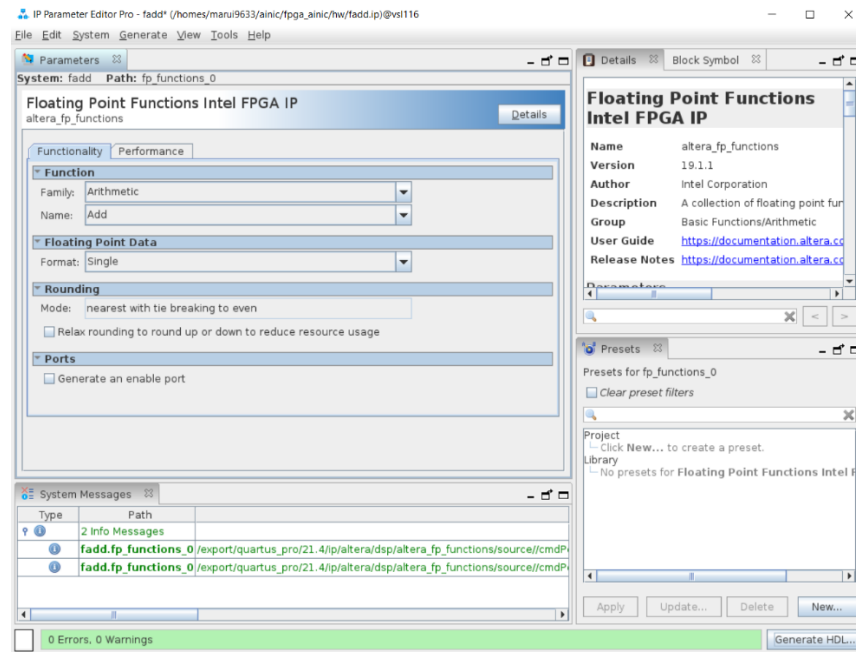 IP Parameter Editor Pro - fadd* (/homes/marui9633/ainic/fpga_ainic/hw/fadd.ip)@vsl116
File Edit System Generate View Tools Help
Parameters
System: fadd Path: fp_functions_0
Floating Point Functions Intel FPGA IP
altera_fp_functions
Details
Functionality Performance
Function
Family: Arithmetic
Name: Add
Floating Point Data
Format: Single
Rounding
Mode: nearest with tie breaking to even
Relax rounding to round up or down to reduce resource usage
Ports
Generate an enable port
System Messages
Type Path
2 Info Messages
fadd.fp_functions_0 /export/quartus_pro/21.4/ip/altera/dsp/altera_fp_functions/source//cmdP
fadd.fp_functions_0 /export/quartus_pro/21.4/ip/altera/dsp/altera_fp_functions/source//cmdP
0 Errors, 0 Warnings
Details Block Symbol
Floating Point Functions
Intel FPGA IP
Name altera_fp_functions
Version 19.1.1
Author Intel Corporation
Description A collection of floating point fun
Group Basic Functions/Arithmetic
User Guide https://documentation.altera.co
Release Notes https://documentation.altera.co
Parameters
< >
Presets
Presets for fp_functions_0
Clear preset filters
Project
Click New... to create a preset.
Library
No presets for Floating Point Functions Intel F
Apply Update... Delete New...
Generate HDL...